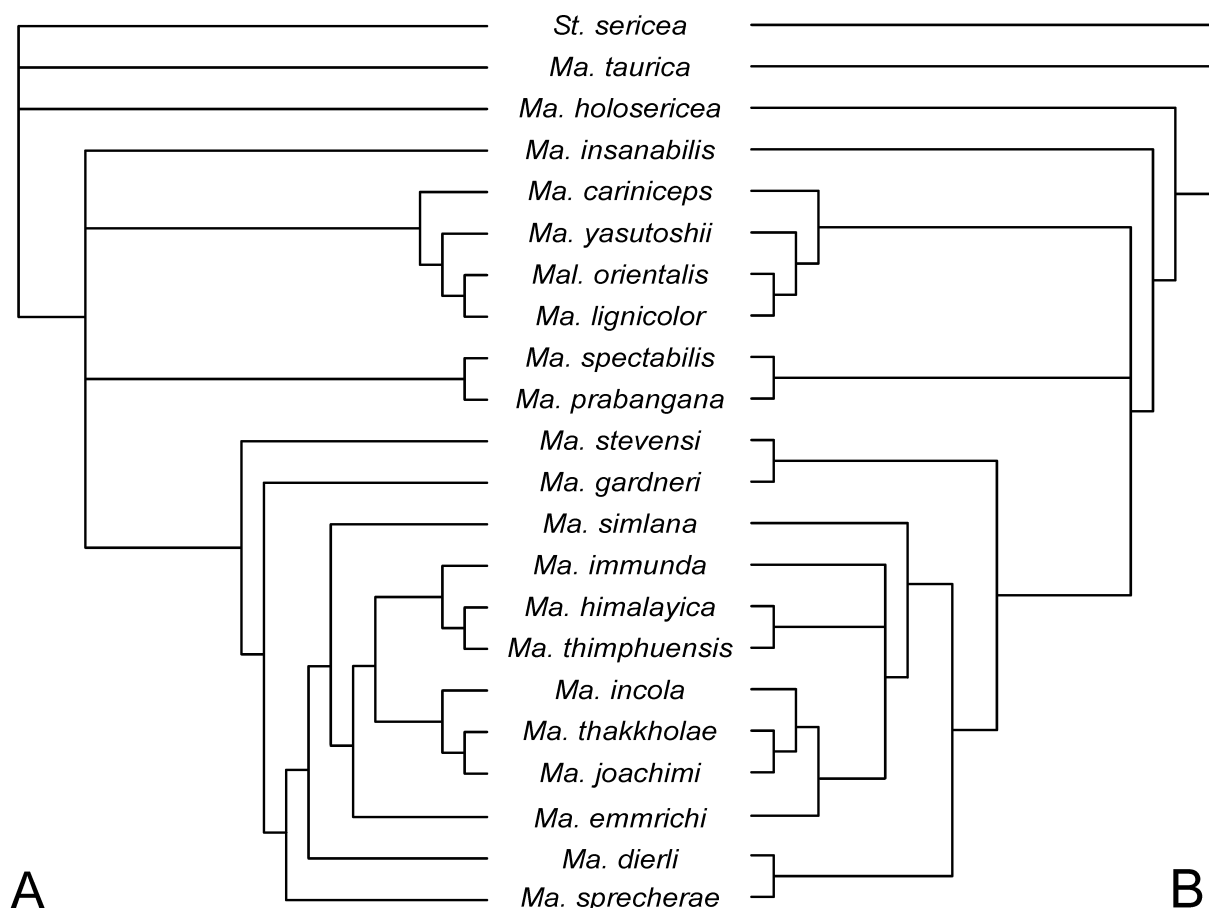 St. sericea
Ma. taurica
Ma. holosericea
Ma. insanabilis
Ma. cariniceps
Ma. yasutoshii
Mal. orientalis
Ma. lignicolor
Ma. spectabilis
Ma. prabangana
Ma. stevensi
Ma. gardneri
Ma. simlana
Ma. immunda
Ma. himalayica
Ma. thimphuensis
Ma. incola
Ma. thakkholae
Ma. joachimi
Ma. emmrichi
Ma. dierli
Ma. sprecherae
A
B